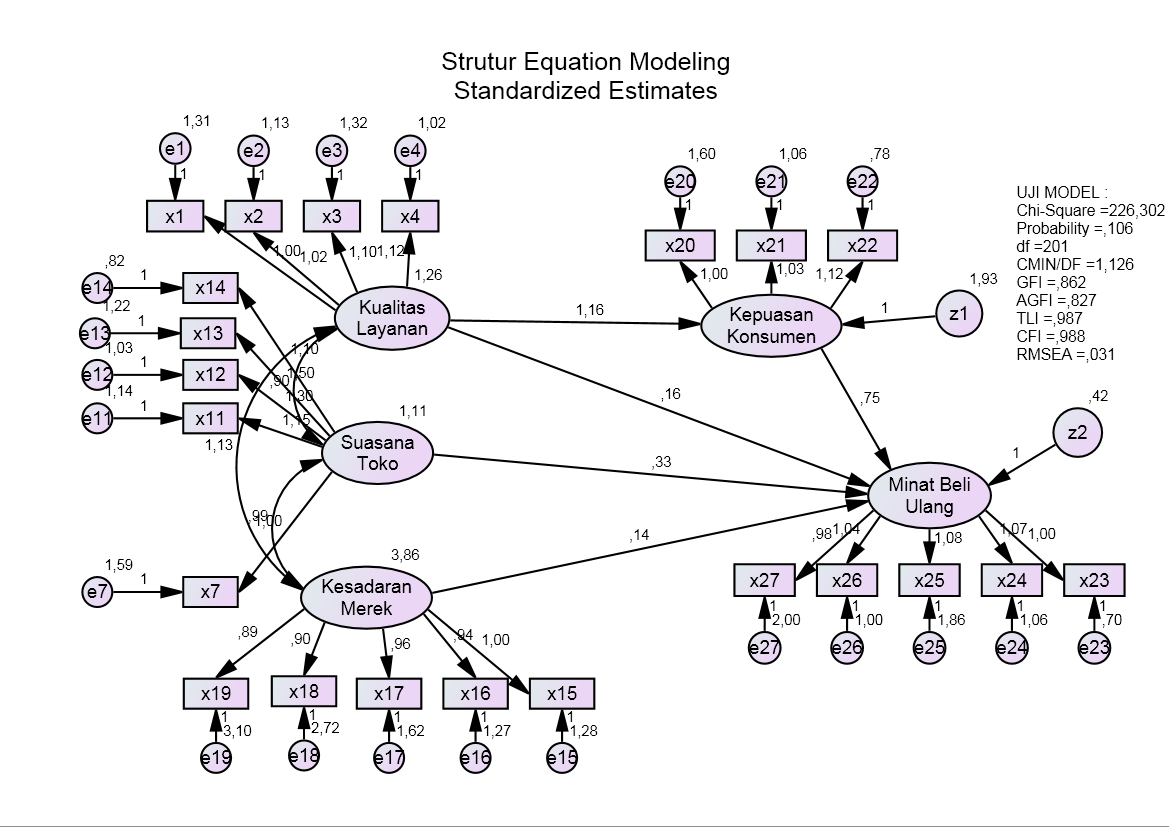 Strutur Equation Modeling
Standardized Estimates
1,31
1,13
1,32
1,02
e1
e2
e3
e4
1
1
1
1
x1
x2
x3
x4
1,00
1,02
1,10
1,12
1,26
Kualitas
Layanan
1,60
1,06
,78
e20
e21
e22
1
1
1
x20
x21
x22
1,00
1,03
1,12
Kepuasan
Konsumen
1,93
1
z1
UJI MODEL :
Chi-Square =226,302
Probability =,106
df =201
CMIN/DF =1,126
GFI =,862
AGFI =,827
TLI =,987
CFI =,988
RMSEA =,031
,82
e14
1
x14
1,22
e13
1
x13
1,03
e12
1
x12
1,14
e11
1
x11
1,10
1,50
,90
1,30
1,15
1,13
1,16
,16
,75
,33
,14
1,11
Suasana
Toko
,42
z2
1
Minat Beli
Ulang
,99
1,00
1,59
e7
1
x7
3,86
Kesadaran
Merek
,98
1,04
1,08
1,07
1,00
x27
x26
x25
x24
x23
1
1
1
1
1
2,00
1,00
1,86
1,06
,70
e27
e26
e25
e24
e23
,89
,90
,96
,94
1,00
x19
x18
x17
x16
x15
1
1
1
1
1
3,10
2,72
1,62
1,27
1,28
e19
e18
e17
e16
e15